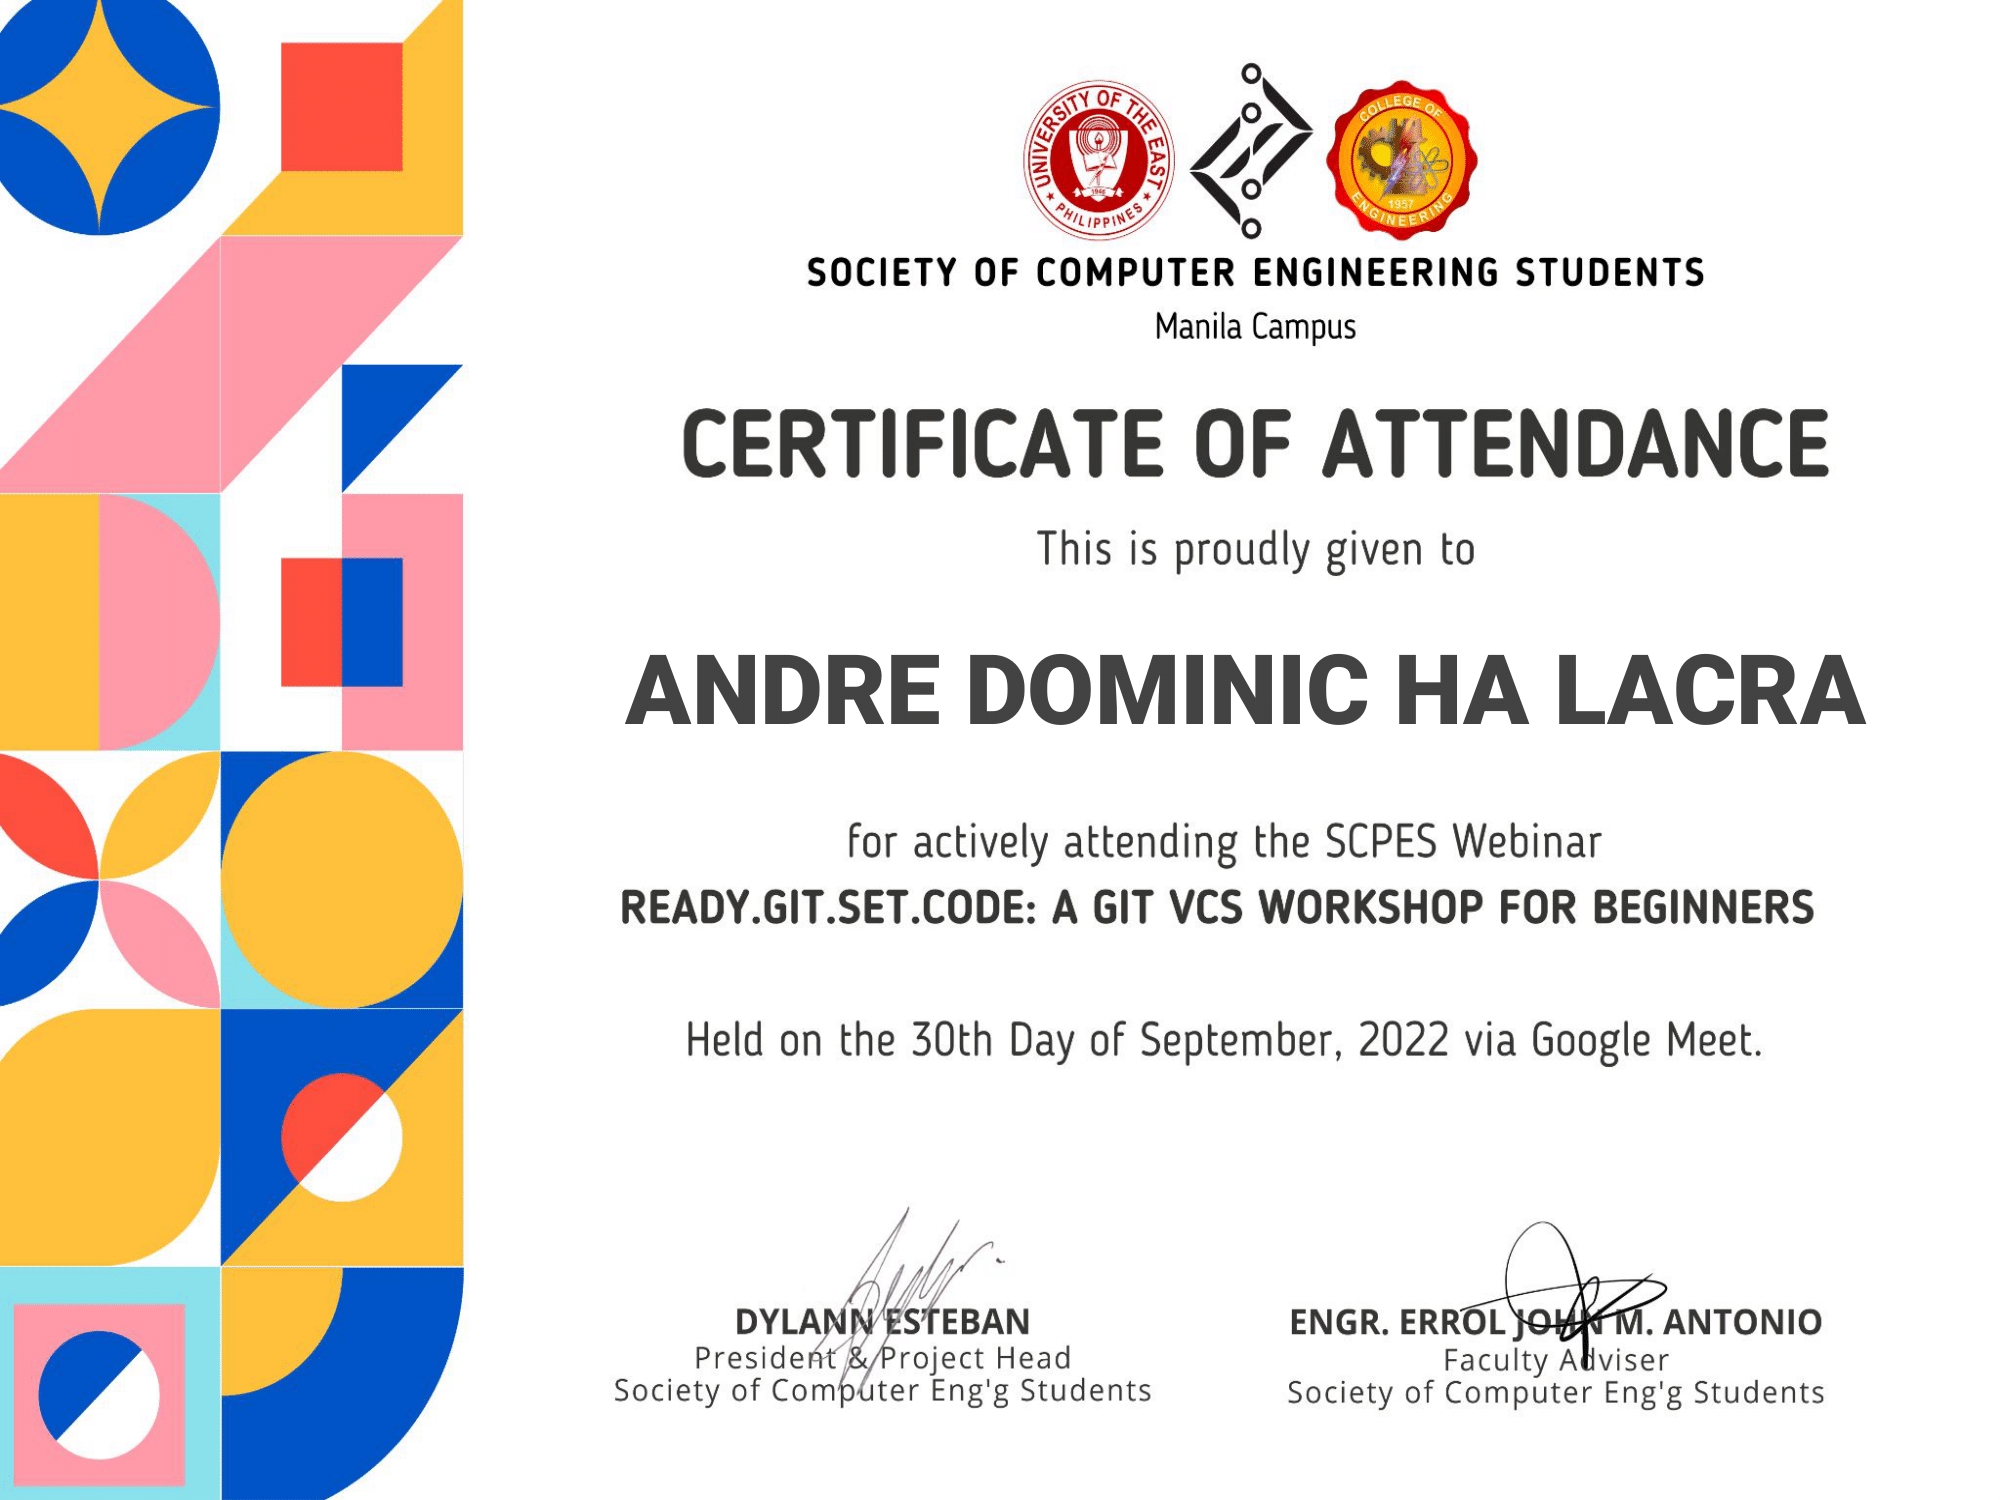 UNIVERSITY OF THE EAST
1946
★ PHILIPPINES ★
COLLEGE OF
1957
ENGINEERING
SOCIETY OF COMPUTER ENGINEERING STUDENTS
Manila Campus
CERTIFICATE OF ATTENDANCE
This is proudly given to
ANDRE DOMINIC HA LACRA
for actively attending the SCPES Webinar
READY.GIT.SET.CODE: A GIT VCS WORKSHOP FOR BEGINNERS
Held on the 30th Day of September, 2022 via Google Meet.
DYLANN ESTEBAN
President & Project Head
Society of Computer Eng'g Students
ENGR. ERROL JOHN M. ANTONIO
Faculty Adviser
Society of Computer Eng'g Students